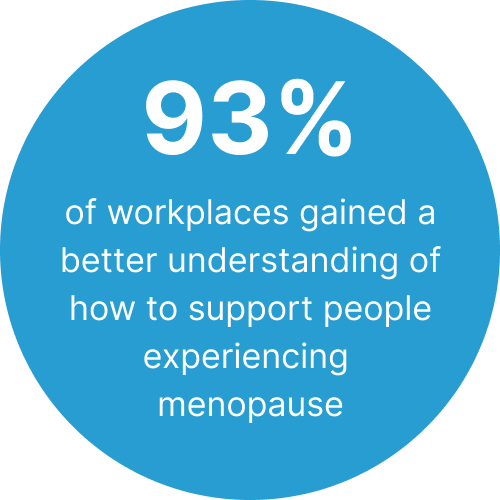 93%
of workplaces gained a
better understanding of
how to support people
experiencing
menopause